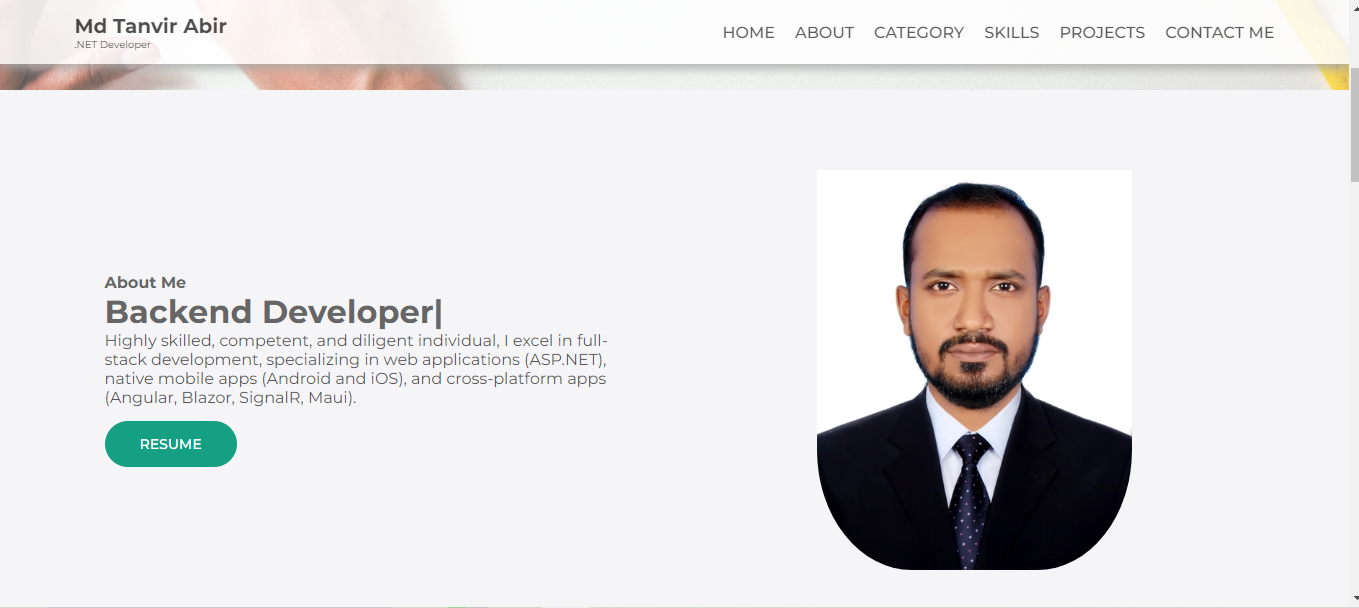 Md Tanvir Abir
.NET Developer
HOME ABOUT CATEGORY SKILLS PROJECTS CONTACT ME
About Me
Backend Developer|
Highly skilled, competent, and diligent individual, I excel in full-
stack development, specializing in web applications (ASP.NET),
native mobile apps (Android and iOS), and cross-platform apps
(Angular, Blazor, SignalR, Maui).
RESUME